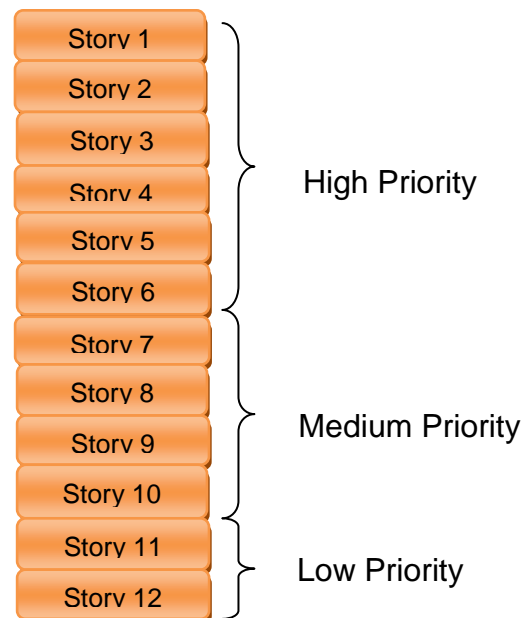 Story 1
Story 2
Story 3
Story 4
Story 5
Story 6
Story 7
Story 8
Story 9
Story 10
Story 11
Story 12
High Priority
Medium Priority
Low Priority